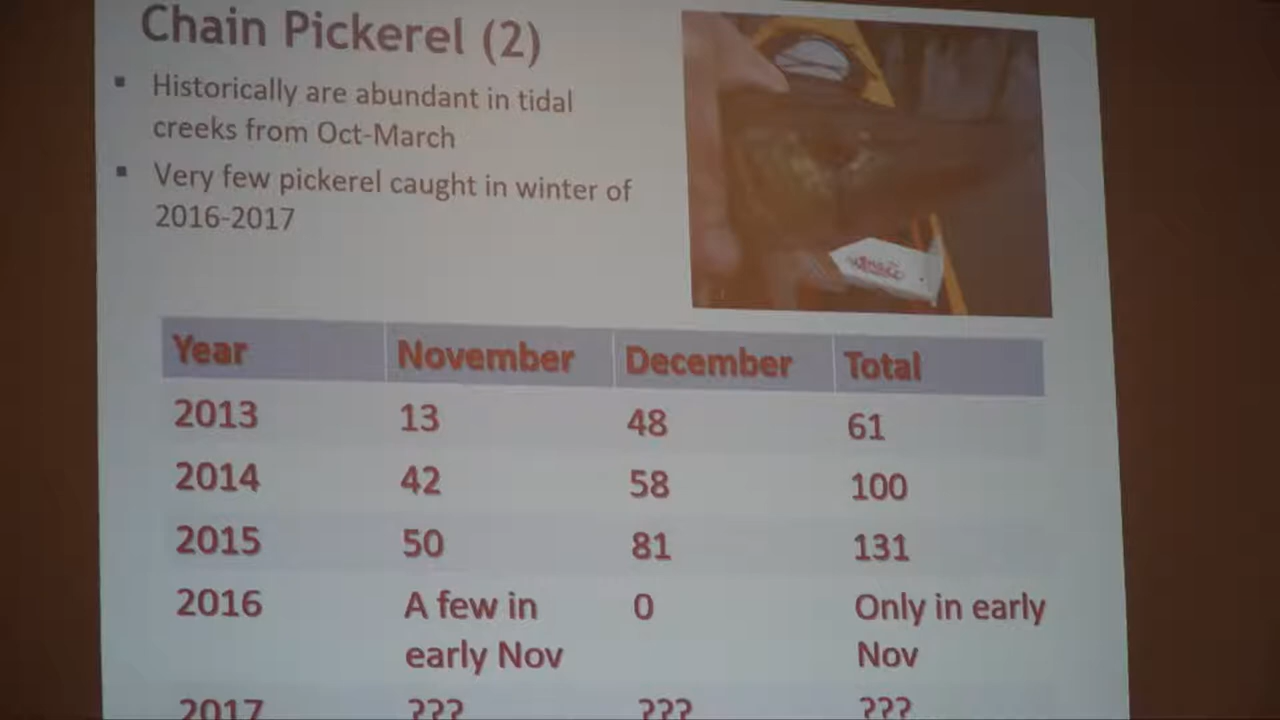 Chain Pickerel (2)
▪ Historically are abundant in tidal
creeks from Oct-March
▪ Very few pickerel caught in winter of
2016-2017
Year November December Total
2013 13 48 61
2014 42 58 100
2015 50 81 131
2016 A few in 0 Only in early
early Nov Nov
2017 ??? ??? ???